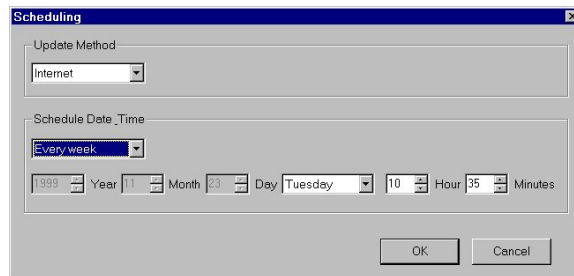 Scheduling
Update Method
Internet
Schedule Date_Time
Every week
1999 Year 11 Month 23 Day Tuesday 10 Hour 35 Minutes
OK Cancel